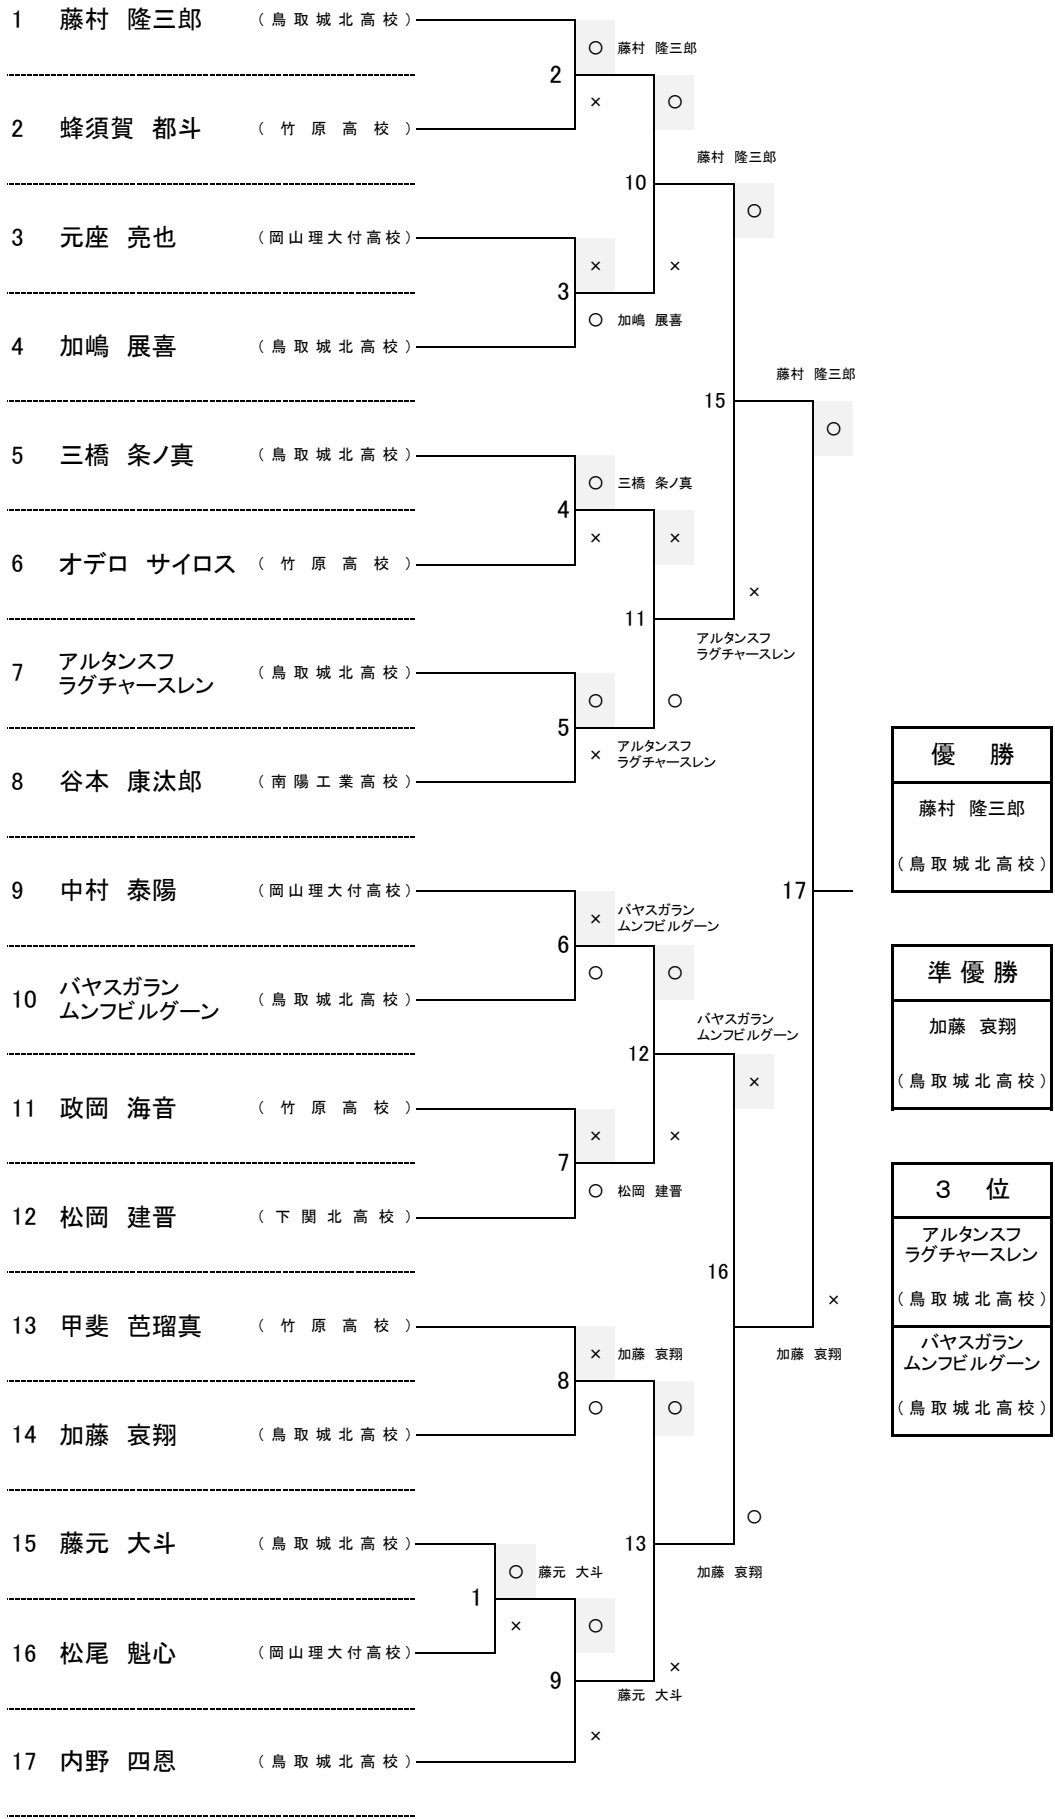 1 藤村 隆三郎 (鳥取城北高校)
○ 藤村 隆三郎
2
× ○
2 蜂須賀 都斗 (竹原高校)
藤村 隆三郎
10
○
3 元座 亮也 (岡山理大付高校)
× ×
3
○ 加嶋 展喜
4 加嶋 展喜 (鳥取城北高校)
藤村 隆三郎
15
○
5 三橋 条ノ真 (鳥取城北高校)
○ 三橋 条ノ真
4
× ×
6 オデロ サイロス (竹原高校)
×
11
アルタンスフ
ラグチャースレン
7 アルタンスフ
ラグチャースレン (鳥取城北高校)
○ ○
5
× アルタンスフ
ラグチャースレン
8 谷本 康汰郎 (南陽工業高校)
9 中村 泰陽 (岡山理大付高校)
17
× バヤスガラン
ムンフビルグーン
6
○ ○
10 バヤスガラン
ムンフビルグーン (鳥取城北高校)
バヤスガラン
ムンフビルグーン
12
×
11 政岡 海音 (竹原高校)
× ×
7
○ 松岡 建晋
12 松岡 建晋 (下関北高校)
16
×
13 甲斐 芭瑠真 (竹原高校)
× 加藤 哀翔
加藤 哀翔
8
○ ○
14 加藤 哀翔 (鳥取城北高校)
○
15 藤元 大斗 (鳥取城北高校)
13
○ 藤元 大斗
加藤 哀翔
1
× ○
16 松尾 魁心 (岡山理大付高校)
×
9
藤元 大斗
×
17 内野 四恩 (鳥取城北高校)
優 勝
藤村 隆三郎
(鳥取城北高校)
準優勝
加藤 哀翔
(鳥取城北高校)
3 位
アルタンスフ
ラグチャースレン
(鳥取城北高校)
バヤスガラン
ムンフビルグーン
(鳥取城北高校)